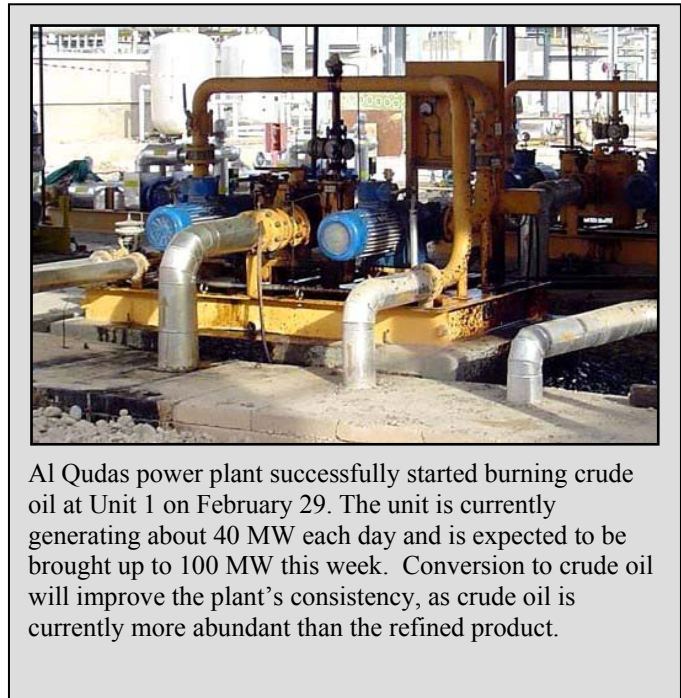 Al Qudas power plant successfully started burning crude
oil at Unit 1 on February 29. The unit is currently
generating about 40 MW each day and is expected to be
brought up to 100 MW this week.  Conversion to crude oil
will improve the plant’s consistency, as crude oil is
currently more abundant than the refined product.